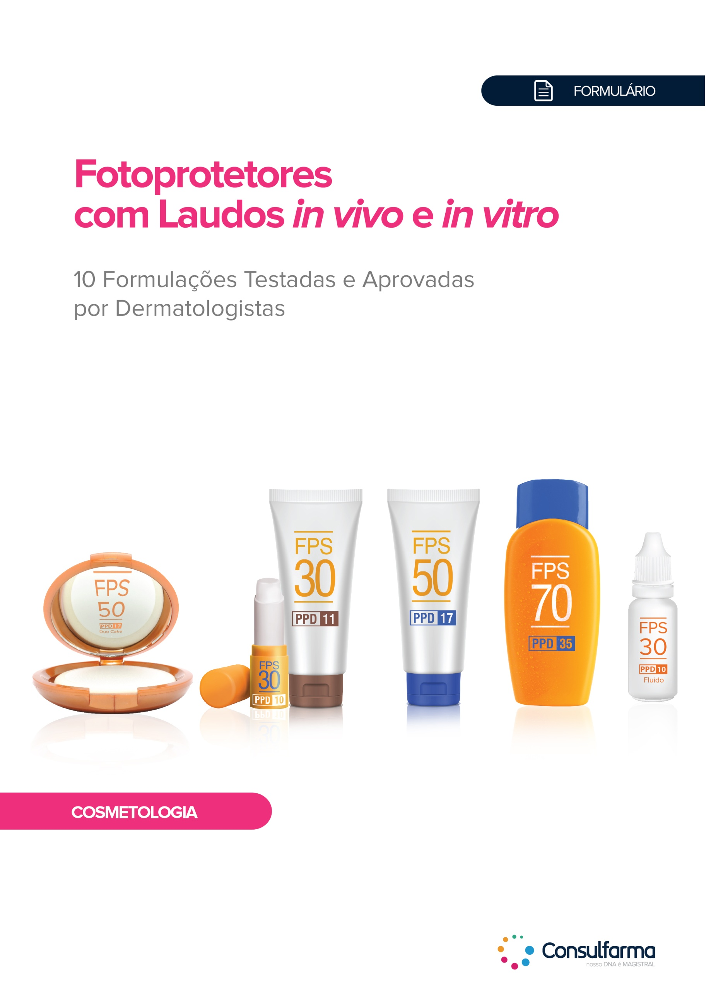 FORMULÁRIO
Fotoprotetores
com Laudos in vivo e in vitro
10 Formulações Testadas e Aprovadas
por Dermatologistas
FPS
50
PPD 17
Duo Cake
FPS
30
PPD 10
FPS
30
PPD 11
FPS
50
PPD 17
FPS
70
PPD 35
FPS
30
PPD 10
Fluido
COSMETOLOGIA
Consulfarma
nosso DNA é MAGISTRAL